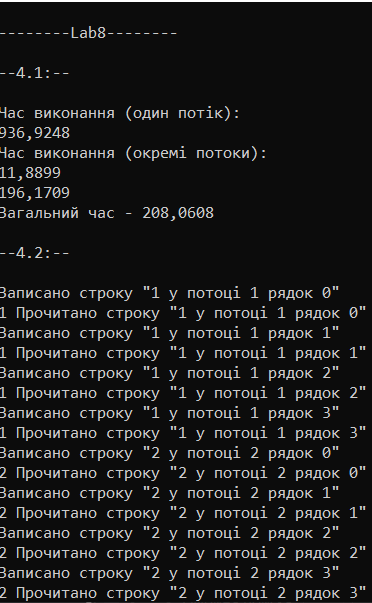 --------Lab8--------
--4.1:--
Час виконання (один потік):
936,9248
Час виконання (окремі потоки):
11,8899
196,1709
Загальний час - 208,0608
--4.2:--
Записано строку "1 у потоці 1 рядок 0"
1 Прочитано строку "1 у потоці 1 рядок 0"
Записано строку "1 у потоці 1 рядок 1"
1 Прочитано строку "1 у потоці 1 рядок 1"
Записано строку "1 у потоці 1 рядок 2"
1 Прочитано строку "1 у потоці 1 рядок 2"
Записано строку "1 у потоці 1 рядок 3"
1 Прочитано строку "1 у потоці 1 рядок 3"
Записано строку "2 у потоці 2 рядок 0"
2 Прочитано строку "2 у потоці 2 рядок 0"
Записано строку "2 у потоці 2 рядок 1"
2 Прочитано строку "2 у потоці 2 рядок 1"
Записано строку "2 у потоці 2 рядок 2"
2 Прочитано строку "2 у потоці 2 рядок 2"
Записано строку "2 у потоці 2 рядок 3"
2 Прочитано строку "2 у потоці 2 рядок 3"